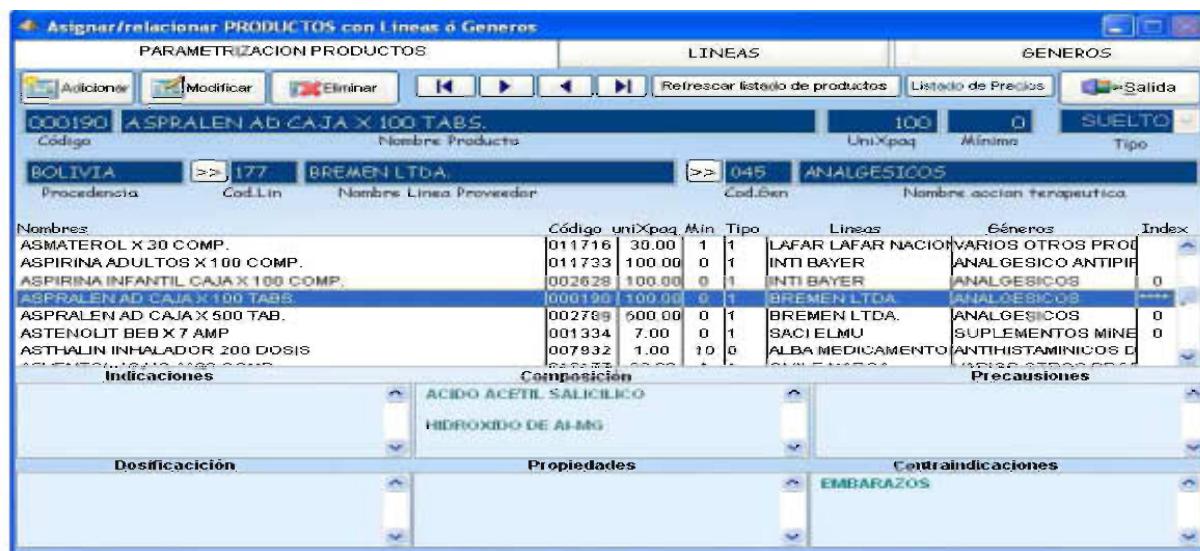 Asignar/relacionar PRODUCTOS con Lineas ó Generos
PARAMETRIZACION PRODUCTOS LINEAS GENEROS
Adicionar Modificar Eliminar Refrescar listado de productos Listado de Precios Salida
000190 ASPRALEN AD CAJA X 100 TABS. 100 0 SUELTO
Código Nombre Producto UniXpaq Mínimo Tipo
BOLIVIA >> 177 BREMEN LTDA. >> 045 ANALGESICOS
Procedencia Cod.Lin Nombre Linea Proveedor Cod.Gen Nombre accion terapeutica
Nombres Código uniXpaq Min Tipo Lineas Géneros Index
ASMATEROL X 30 COMP. 011716 30.00 1 1 LAFAR LAFAR NACION VARIOS OTROS PROD
ASPIRINA ADULTOS X 100 COMP. 011733 100.00 0 1 INTI BAYER ANALGESICO ANTIPIR
ASPIRINA INFANTIL CAJA X 100 COMP. 002628 100.00 0 1 INTI BAYER ANALGESICOS 0
ASPRALEN AD CAJA X 100 TABS. 000190 100.00 0 1 BREMEN LTDA. ANALGESICOS ****
ASPRALEN AD CAJA X 500 TAB. 002789 500.00 0 1 BREMEN LTDA. ANALGESICOS 0
ASTENOLIT BEB X 7 AMP 001334 7.00 0 1 SACI ELMU SUPLEMENTOS MINE 0
ASTHALIN INHALADOR 200 DOSIS 007932 1.00 10 0 ALBA MEDICAMENTO ANTIHISTAMINICOS D
Indicaciones Composición Precausiones
ACIDO ACETIL SALICILICO
HIDROXIDO DE Al-MG
Dosificacición Propiedades Contraindicaciones
EMBARAZOS